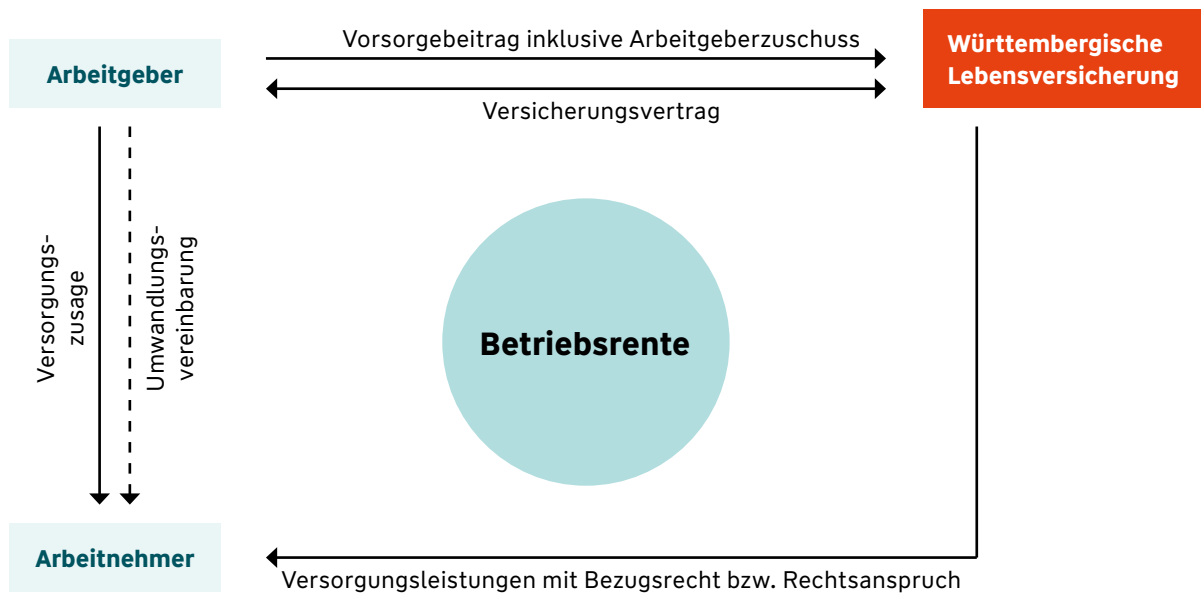 Vorsorgebeitrag inklusive Arbeitgeberzuschuss
Arbeitgeber
Württembergische
Lebensversicherung
Versicherungsvertrag
Versorgungs-
zusage
Umwandlungs-
vereinbarung
Betriebsrente
Arbeitnehmer
Versorgungsleistungen mit Bezugsrecht bzw. Rechtsanspruch